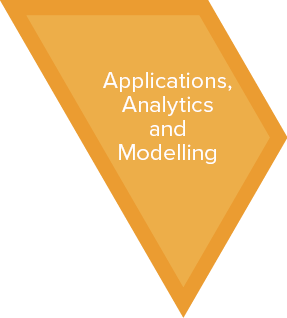 Applications,
Analytics
and
Modelling